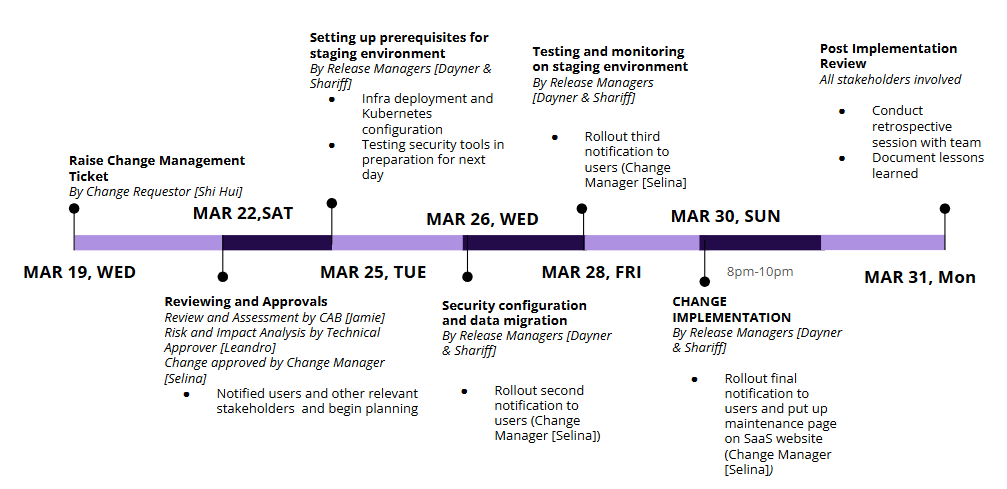 Raise Change Management
Ticket
By Change Requestor [Shi Hui]
MAR 19, WED
MAR 22,SAT
Reviewing and Approvals
Review and Assessment by CAB [Jamie]
Risk and Impact Analysis by Technical
Approver [Leandro]
Change approved by Change Manager
[Selina]
● Notified users and other relevant
stakeholders and begin planning
Setting up prerequisites for
staging environment
By Release Managers [Dayner &
Shariff]
● Infra deployment and
Kubernetes
configuration
● Testing security tools in
preparation for next
day
MAR 25, TUE
MAR 26, WED
Security configuration
and data migration
By Release Managers [Dayner
& Shariff]
● Rollout second
notification to
users (Change
Manager [Selina])
Testing and monitoring
on staging environment
By Release Managers
[Dayner & Shariff]
● Rollout third
notification to
users (Change
Manager [Selina]
MAR 28, FRI
MAR 30, SUN
8pm-10pm
CHANGE
IMPLEMENTATION
By Release Managers [Dayner
& Shariff]
● Rollout final
notification to
users and put up
maintenance page
on SaaS website
(Change Manager
[Selina])
Post Implementation
Review
All stakeholders involved
● Conduct
retrospective
session with team
● Document lessons
learned
MAR 31, Mon